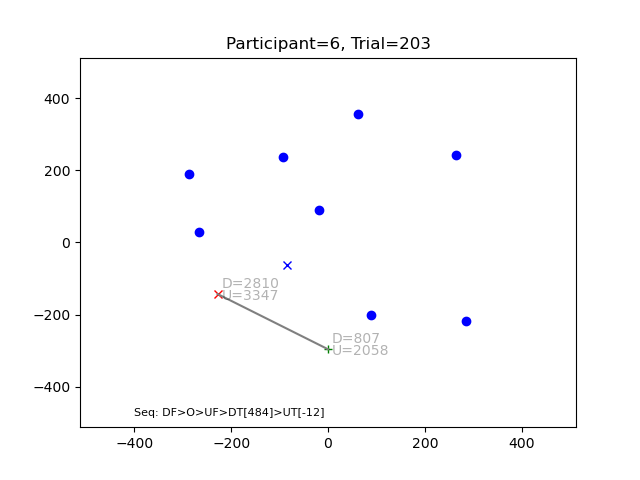 Participant=6, Trial=203
400
200
0
−200
−400
D=2810
U=3347
D=807
U=2058
Seq: DF>O>UF>DT[484]>UT[-12]
−400
−200
0
200
400